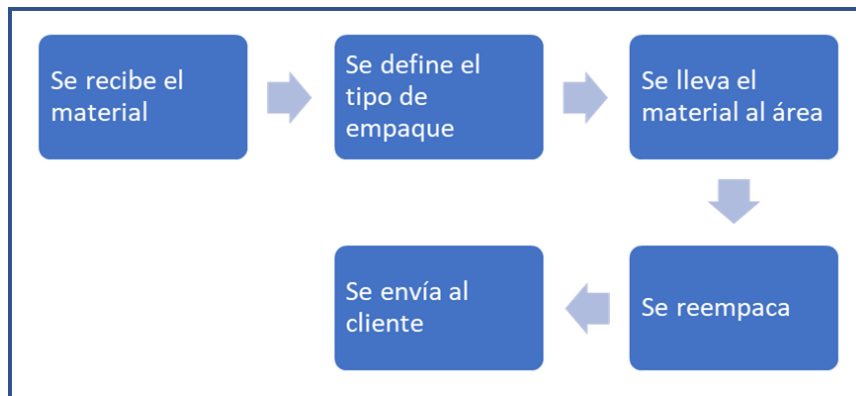 Se recibe el
material
Se define el
tipo de
empaque
Se lleva el
material al área
Se reempaca
Se envía al
cliente